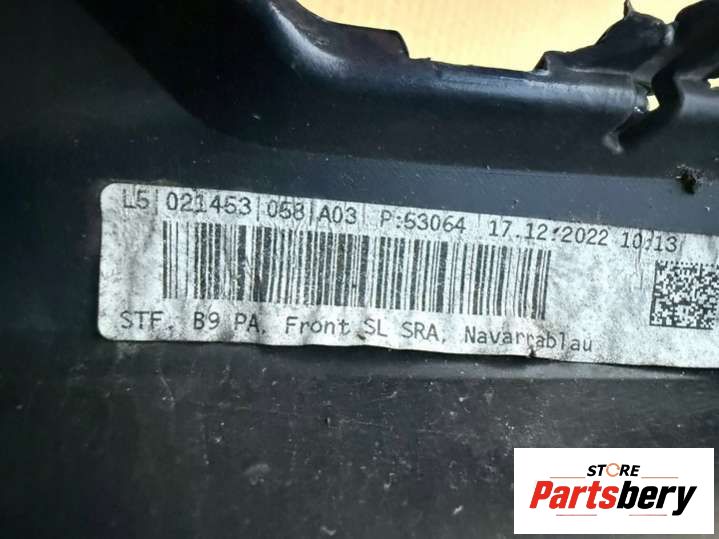 L5|021453|058|A03 P:53064 17.12.2022 10:13
STF, B9 PA, Front SL SRA, Navarrablau
STORE
Partsbery